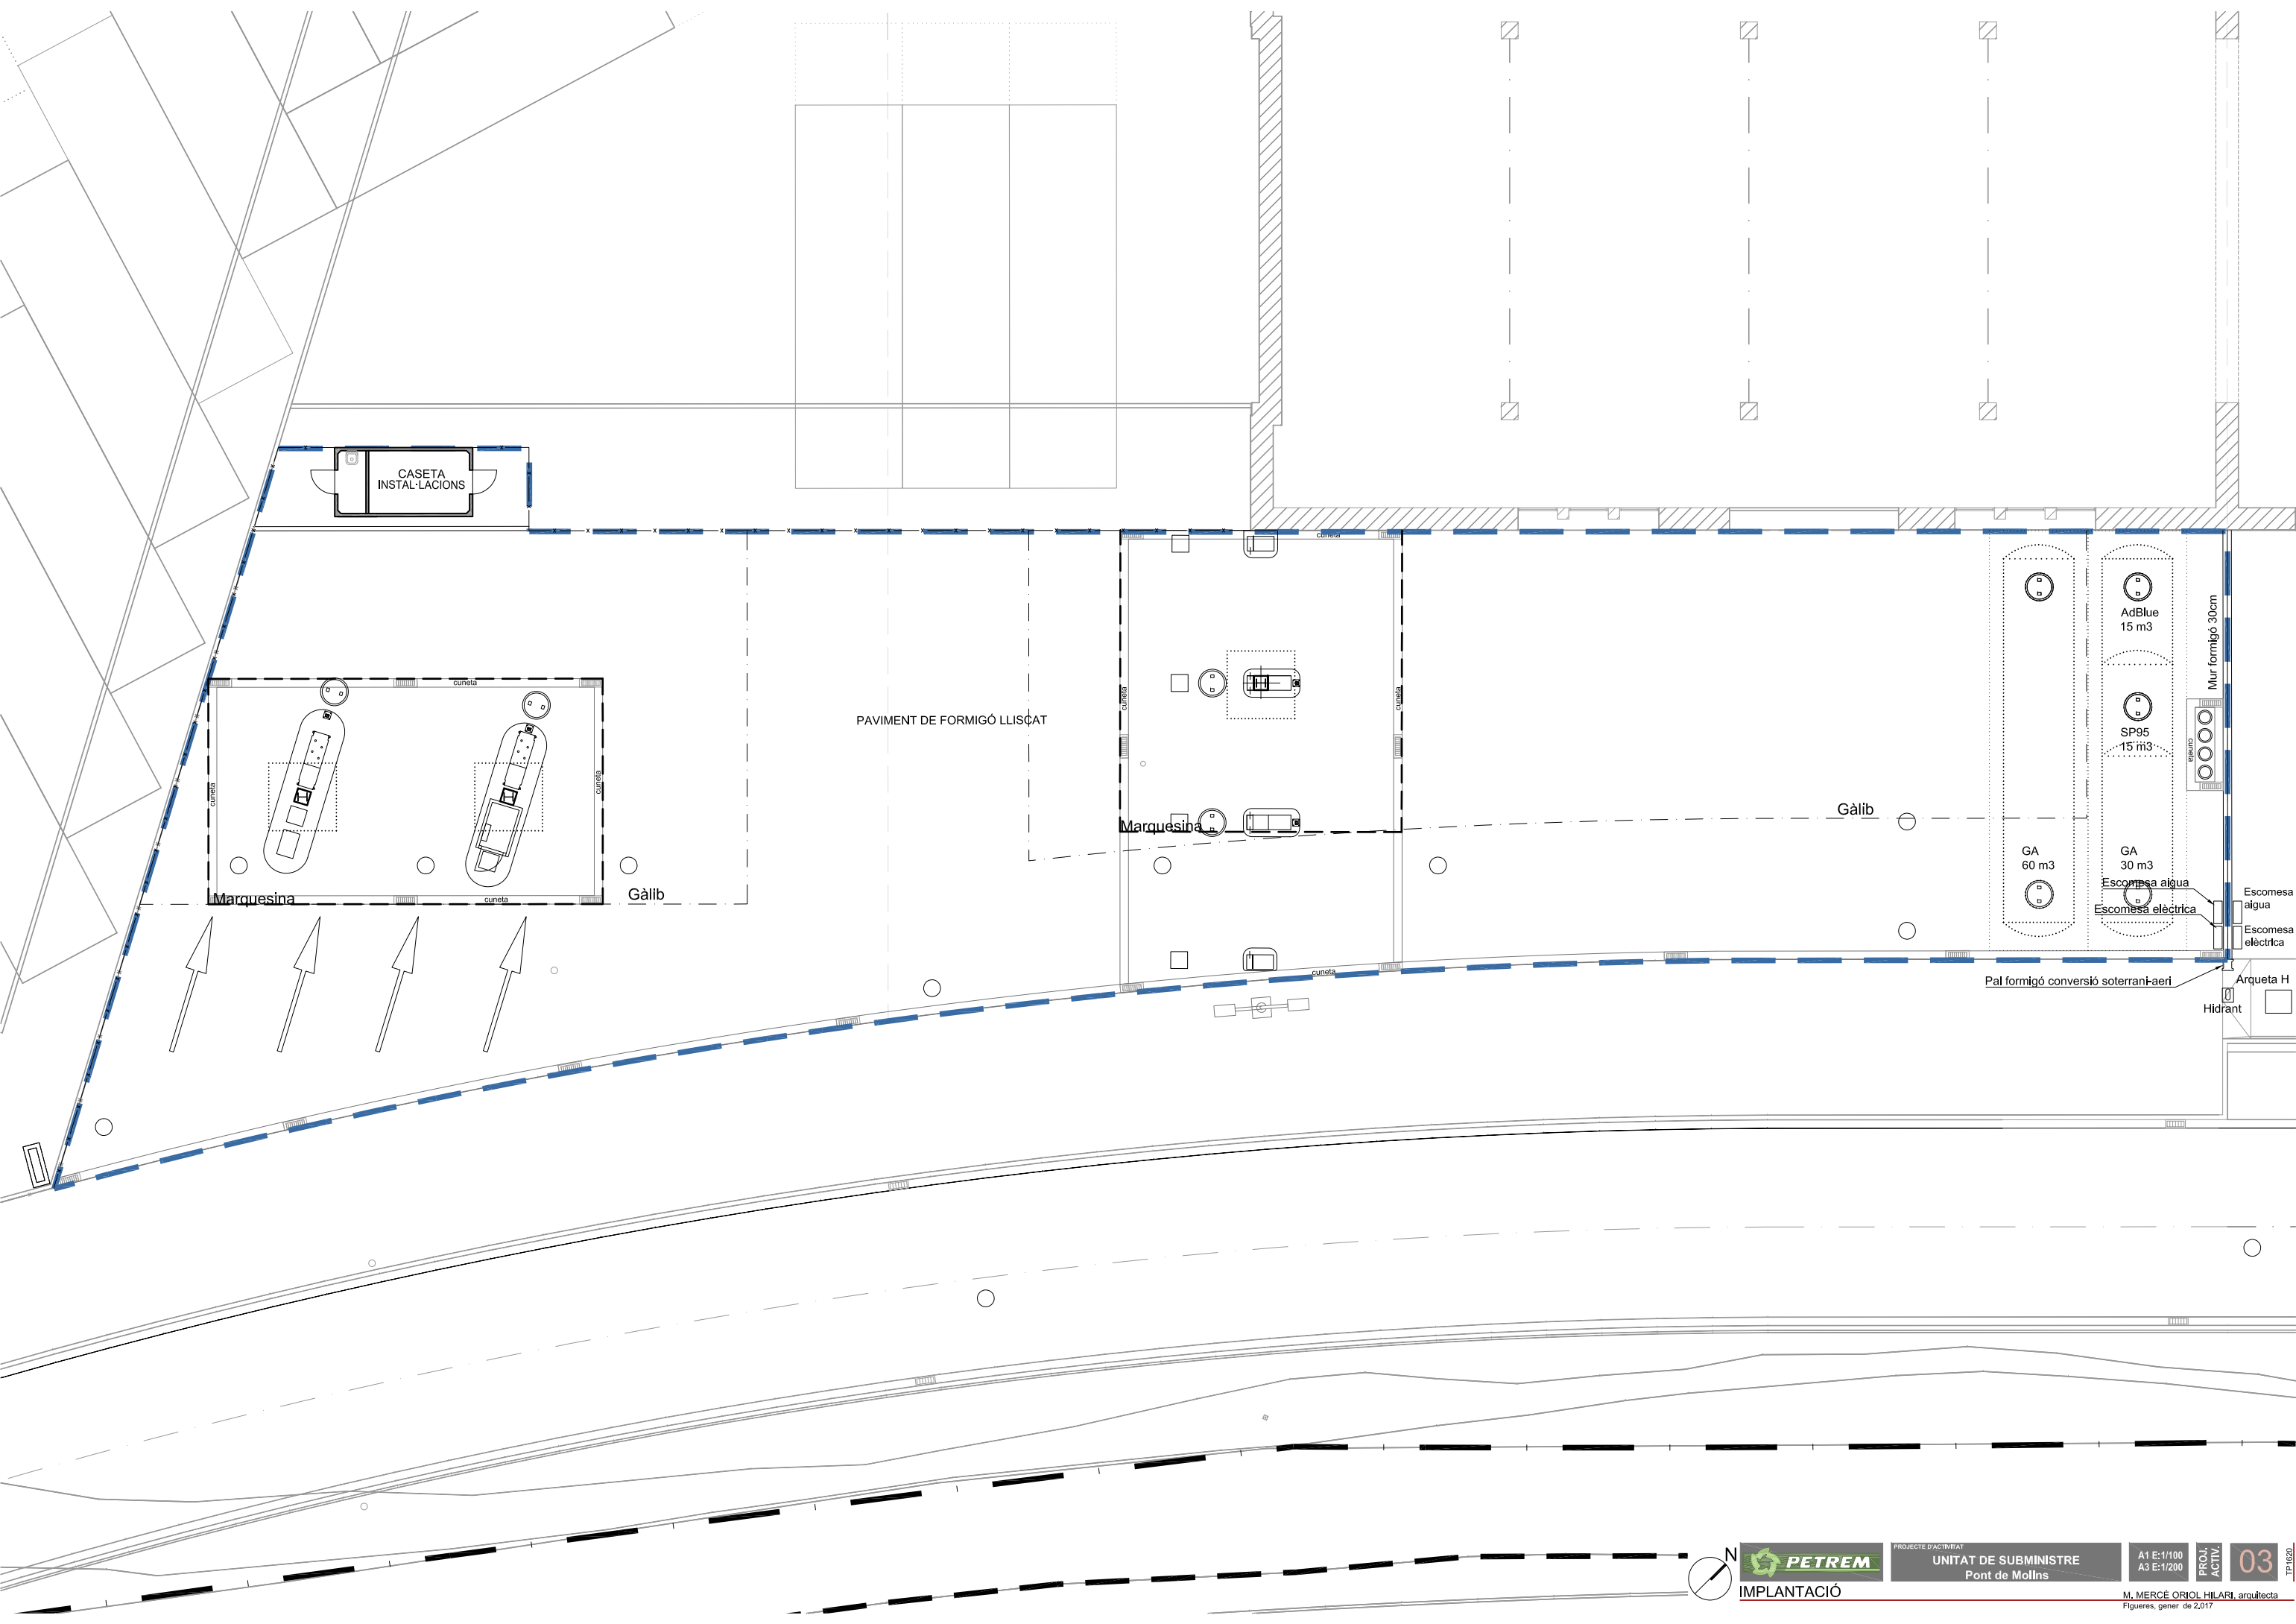 CASETA
INSTAL·LACIONS
cuneta
AdBlue
15 m3
Mur formigó 30cm
cuneta
cuneta
cuneta
PAVIMENT DE FORMIGÓ LLISCAT
cuneta
SP95
15 m3
cuneta
cuneta
cuneta
Gàlib
Marquesina
GA
60 m3
GA
30 m3
Marquesina
cuneta
Gàlib
Escomesa aigua
Escomesa elèctrica
Escomesa
aigua
Escomesa
elèctrica
cuneta
Pal formigó conversió soterrani-aeri
Arqueta H
Hidrant
N
PETREM
IMPLANTACIÓ
PROJECTE D'ACTIVITAT
UNITAT DE SUBMINISTRE
Pont de Molins
A1 E:1/100
A3 E:1/200
PROJ.
ACTIV.
03
TP1620
M. MERCÈ ORIOL HILARI, arquitecta
Figueres, gener de 2.017